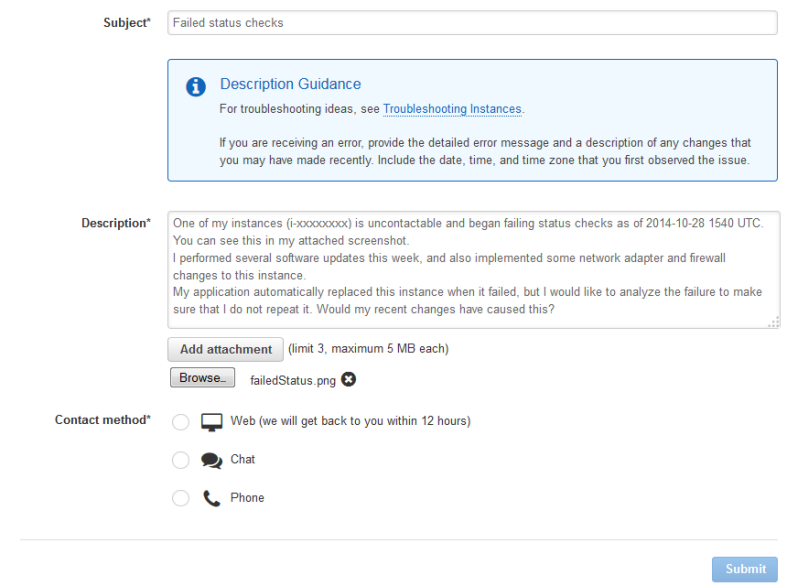 Subject*
Failed status checks
Description Guidance
For troubleshooting ideas, see Troubleshooting Instances.
If you are receiving an error, provide the detailed error message and a description of any changes that
you may have made recently. Include the date, time, and time zone that you first observed the issue.
Description*
One of my instances (i-xxxxxxxx) is uncontactable and began failing status checks as of 2014-10-28 1540 UTC.
You can see this in my attached screenshot.
I performed several software updates this week, and also implemented some network adapter and firewall
changes to this instance.
My application automatically replaced this instance when it failed, but I would like to analyze the failure to make
sure that I do not repeat it. Would my recent changes have caused this?
Add attachment (limit 3, maximum 5 MB each)
Browse... failedStatus.png
Contact method*
Web (we will get back to you within 12 hours)
Chat
Phone
Submit